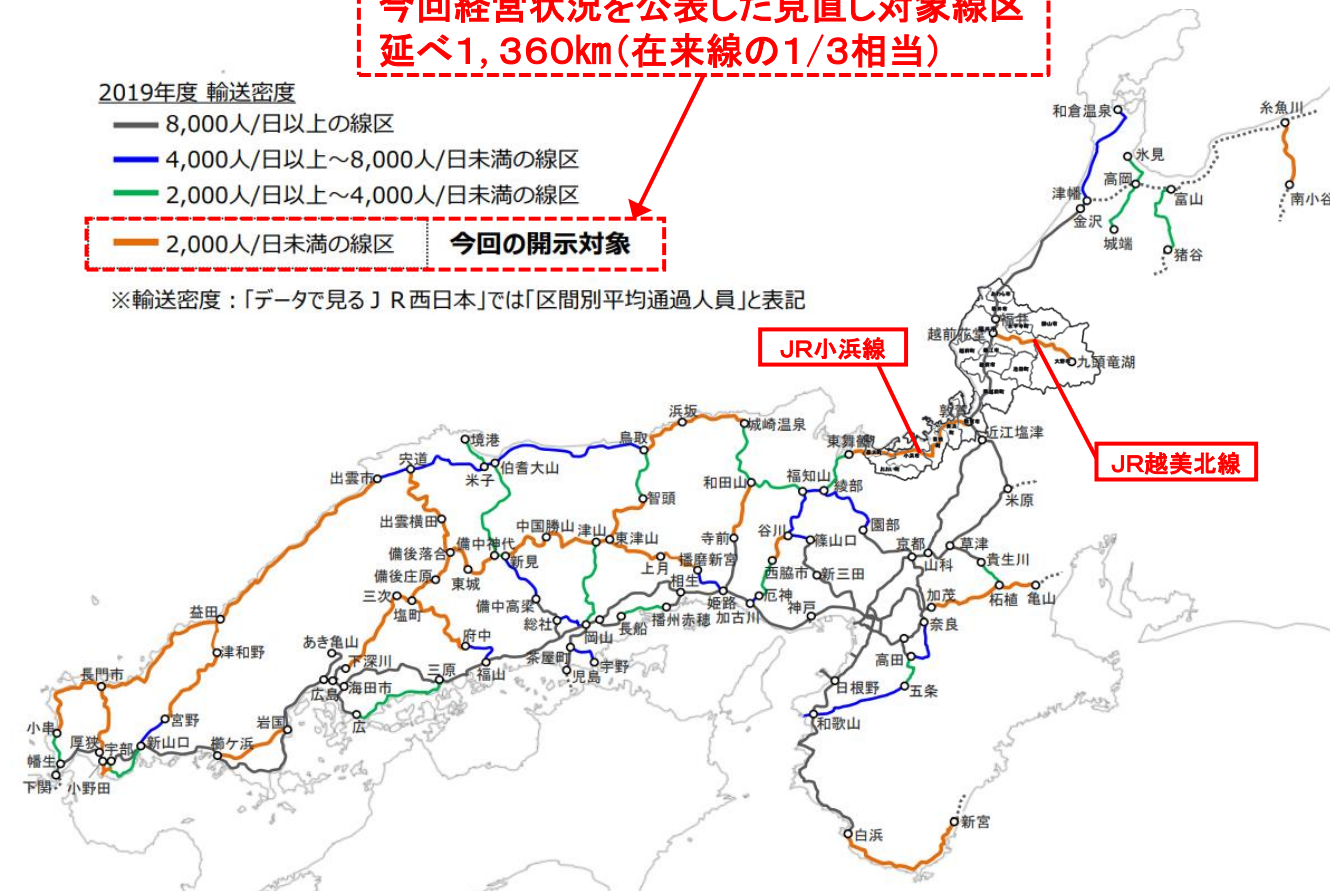 今回経営状況を公表した見直し対象線区
延べ1,360㎞(在来線の1/3相当)
2019年度 輸送密度
8,000人/日以上の線区
4,000人/日以上～8,000人/日未満の線区
2,000人/日以上～4,000人/日未満の線区
2,000人/日未満の線区
今回の開示対象
※輸送密度：「データで見るＪＲ西日本」では「区間別平均通過人員」と表記
和倉温泉
糸魚川
氷見
高岡
津幡
富山
南小谷
金沢
城端
猪谷
福井
越前花堂
JR小浜線
九頭竜湖
敦賀
近江塩津
JR越美北線
浜坂
城崎温泉
東舞鶴
境港
鳥取
宍道
伯耆大山
出雲市
米子
智頭
和田山
福知山
綾部
米原
出雲横田
中国勝山
津山
東津山
寺前
谷川
篠山口
園部
京都
草津
備中神代
備後落合
新見
山科
貴生川
東城
上月
播磨新宮
西脇市
新三田
備後庄原
相生
三次
備中高梁
姫路
厄神
神戸
加茂
柘植
亀山
塩町
総社
岡山
長船
播州赤穂
加古川
奈良
益田
府中
あき亀山
津和野
下深川
三原
福山
茶屋町
宇野
児島
高田
長門市
広島
海田市
日根野
五条
小串
宮野
岩国
広
和歌山
厚狭
宇部
新山口
櫛ケ浜
幡生
下関
小野田
白浜
新宮